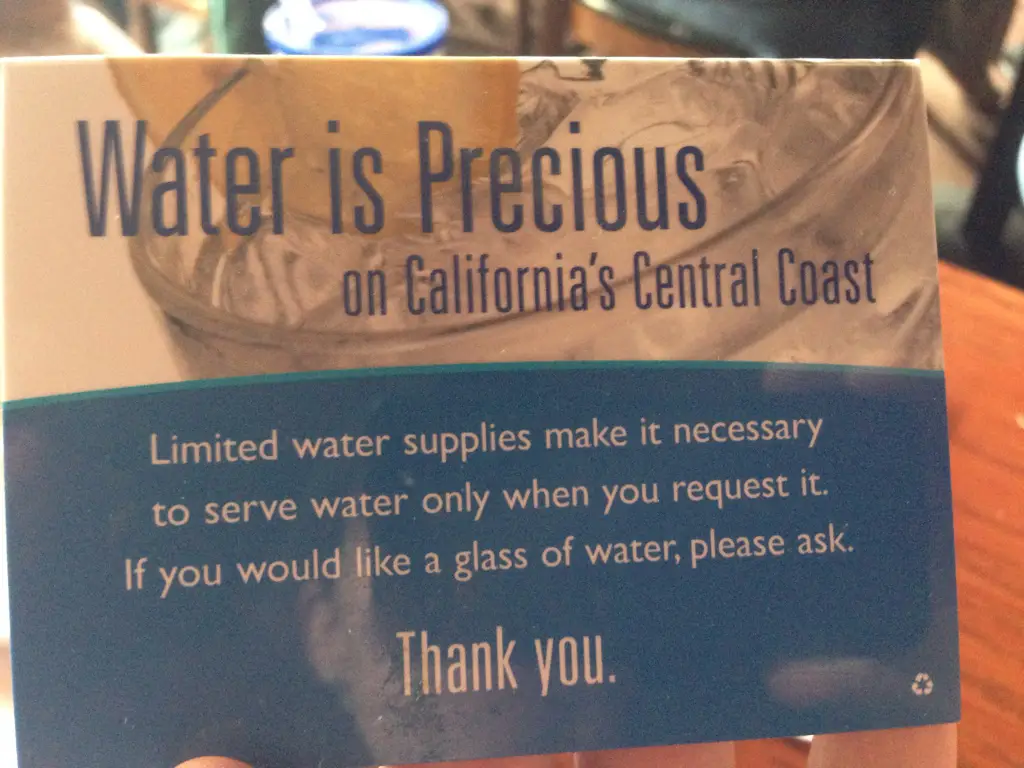 Water is Precious
on California's Central Coast
Limited water supplies make it necessary
to serve water only when you request it.
If you would like a glass of water, please ask.
Thank you.